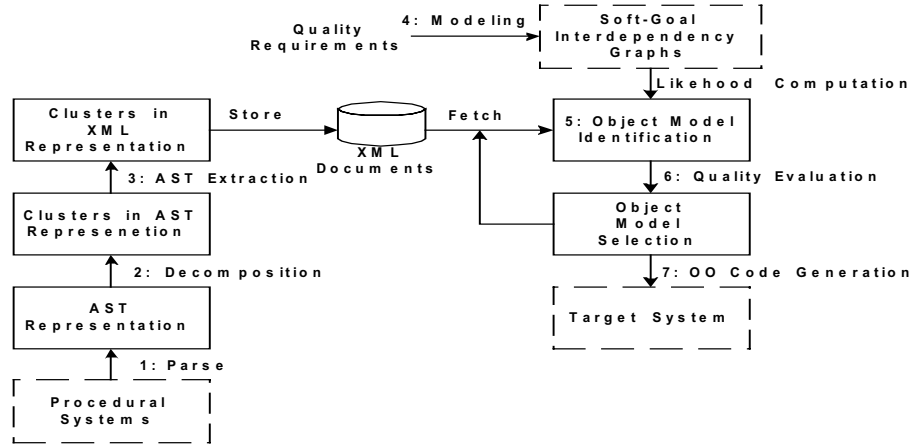 4: Modeling
Quality
Requirements
Soft-Goal
Interdependency
Graphs
Likehood Computation
Clusters in
XML
Representation
Store
XML
Documents
Fetch
5: Object Model
Identification
3: AST Extraction
6: Quality Evaluation
Clusters in AST
Represenetion
Object
Model
Selection
2: Decomposition
7: OO Code Generation
AST
Representation
Target System
1: Parse
Procedural
Systems